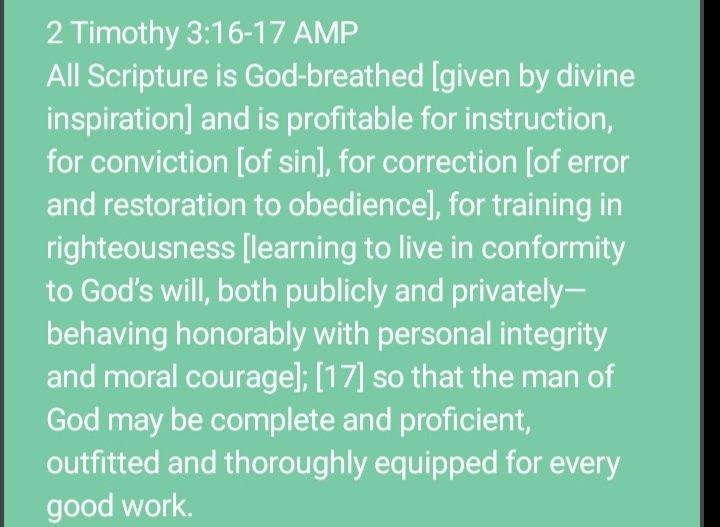 2 Timothy 3:16-17 AMP
All Scripture is God-breathed [given by divine
inspiration] and is profitable for instruction,
for conviction [of sin], for correction [of error
and restoration to obedience], for training in
righteousness [learning to live in conformity
to God’s will, both publicly and privately—
behaving honorably with personal integrity
and moral courage]; [17] so that the man of
God may be complete and proficient,
outfitted and thoroughly equipped for every
good work.